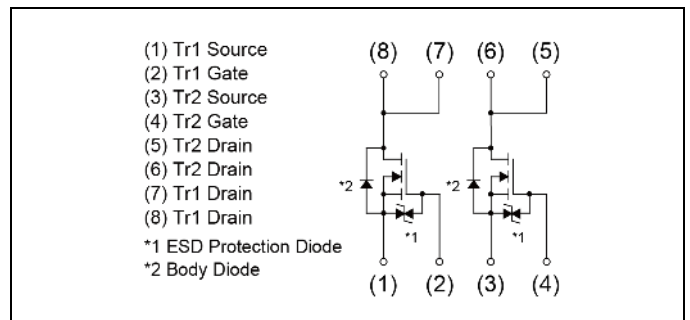 (1) Tr1 Source
(2) Tr1 Gate
(3) Tr2 Source
(4) Tr2 Gate
(5) Tr2 Drain
(6) Tr2 Drain
(7) Tr1 Drain
(8) Tr1 Drain
*1 ESD Protection Diode
*2 Body Diode
(8) (7) (6) (5)
*2 *2
*1 *1
(1) (2) (3) (4)